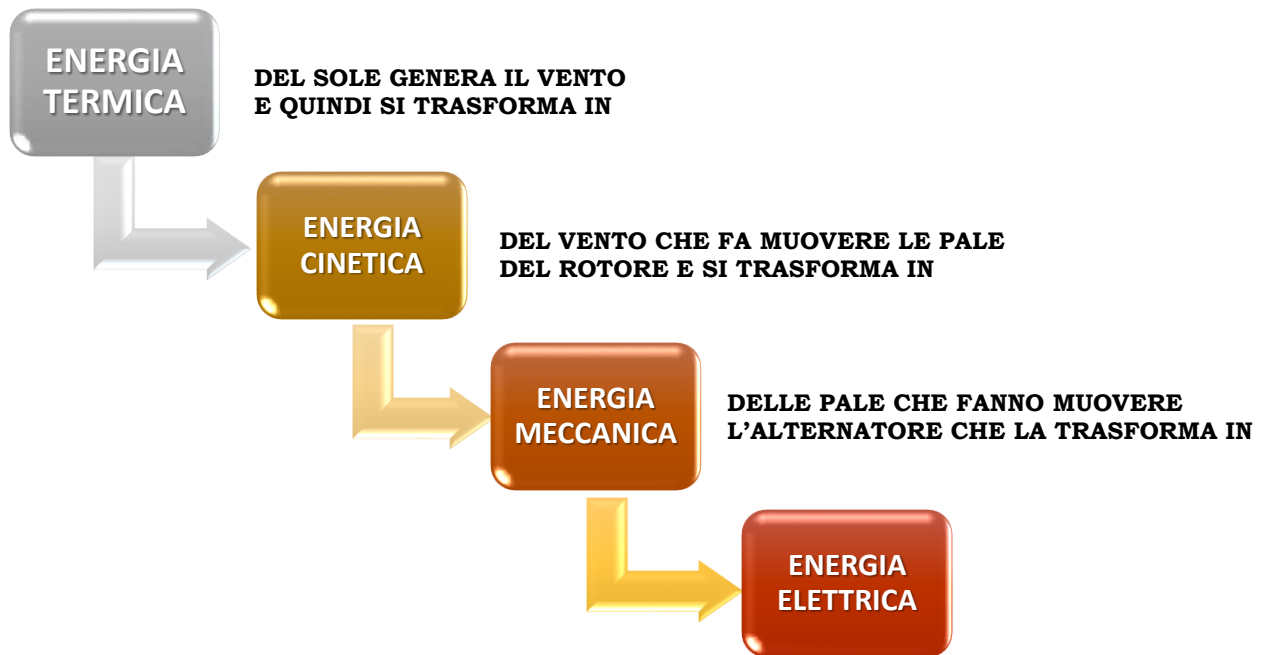 ENERGIA
TERMICA
DEL SOLE GENERA IL VENTO
E QUINDI SI TRASFORMA IN
ENERGIA
CINETICA
DEL VENTO CHE FA MUOVERE LE PALE
DEL ROTORE E SI TRASFORMA IN
ENERGIA
MECCANICA
DELLE PALE CHE FANNO MUOVERE
L’ALTERNATORE CHE LA TRASFORMA IN
ENERGIA
ELETTRICA